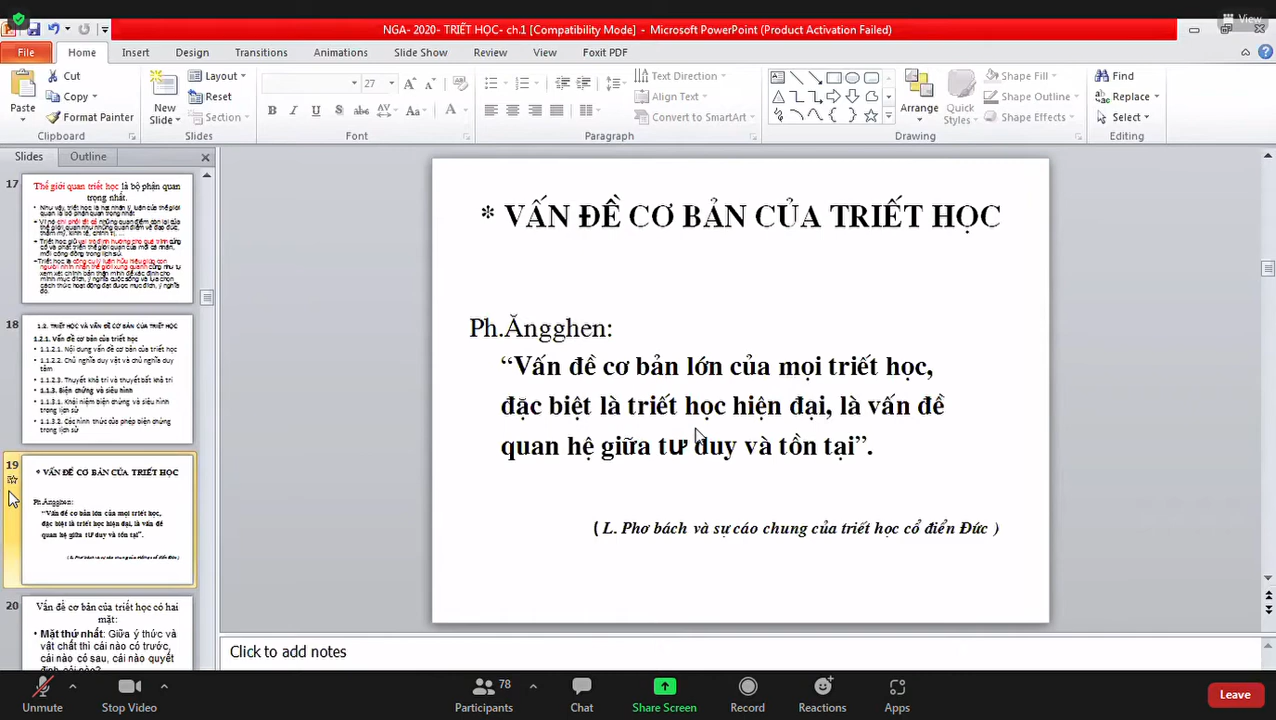 View
NGA- 2020- TRIẾT HỌC- ch.1 [Compatibility Mode] - Microsoft PowerPoint (Product Activation Failed)
File Home Insert Design Transitions Animations Slide Show Review View Foxit PDF
Paste Cut Copy Format Painter
New Slide Layout Reset Section
27
Text Direction Align Text Convert to SmartArt
Arrange Quick Styles Shape Fill Shape Outline Shape Effects
Find Replace Select
Clipboard Slides Font Paragraph Drawing Editing
Slides Outline
17
Thế giới quan triết học là bộ phận quan
trọng nhất.
18
1.2. TRIẾT HỌC VÀ VẤN ĐỀ CƠ BẢN CỦA TRIẾT HỌC
1.2.1. Vấn đề cơ bản của triết học
1.1.2.1. Nội dung vấn đề cơ bản của triết học
1.1.2.2. Chủ nghĩa duy vật và chủ nghĩa duy
tâm
1.1.2.3. Thuyết khả tri và thuyết bất khả tri
1.1.3. Biện chứng và siêu hình
1.1.3.1. Khái niệm biện chứng và siêu hình
trong lịch sử
1.1.3.2. Các hình thức của phép biện chứng
trong lịch sử
19
* VẤN ĐỀ CƠ BẢN CỦA TRIẾT HỌC
Ph.Ăngghen:
“Vấn đề cơ bản lớn của mọi triết học,
đặc biệt là triết học hiện đại, là vấn đề
quan hệ giữa tư duy và tồn tại”.
( L. Phơ bách và sự cáo chung của triết học cổ điển Đức )
20
Vấn đề cơ bản của triết học có hai
mặt:
• Mặt thứ nhất: Giữa ý thức và
vật chất thì cái nào có trước,
cái nào có sau, cái nào quyết
định cái nào?
* VẤN ĐỀ CƠ BẢN CỦA TRIẾT HỌC
Ph.Ăngghen:
“Vấn đề cơ bản lớn của mọi triết học,
đặc biệt là triết học hiện đại, là vấn đề
quan hệ giữa tư duy và tồn tại”.
( L. Phơ bách và sự cáo chung của triết học cổ điển Đức )
Click to add notes
78
Unmute Stop Video Participants Chat Share Screen Record Reactions Apps Leave